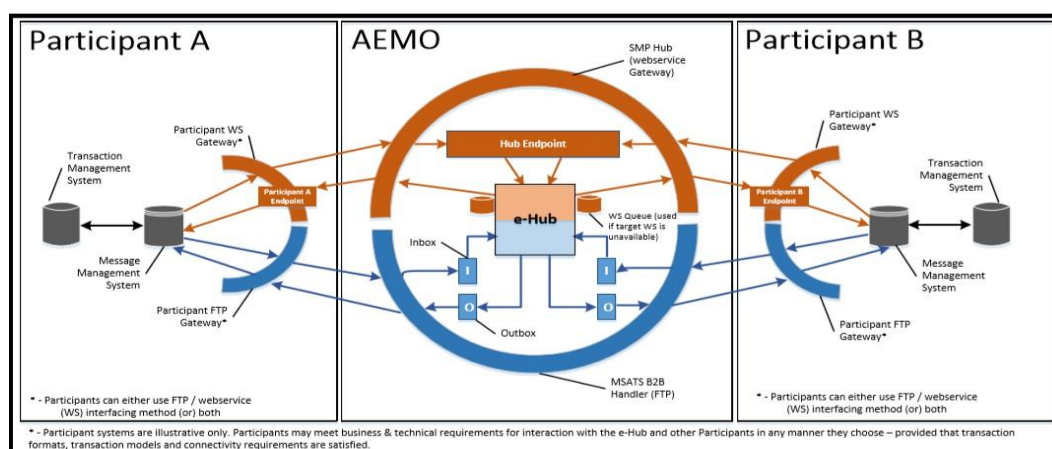 Participant A
AEMO
Participant B
SMP Hub
(webservice
Gateway)
Participant WS
Gateway*
Transaction
Management
System
Participant A
Endpoint
Message
Management
System
Participant FTP
Gateway*
* - Participants can either use FTP / webservice
(WS) interfacing method (or) both
Hub Endpoint
e-Hub
WS Queue (used
if target WS is
unavailable)
Inbox
I
I
O
O
Outbox
MSATS B2B
Handler (FTP)
Participant WS
Gateway*
Transaction
Management
System
Participant B
Endpoint
Message
Management
System
Participant FTP
Gateway*
* - Participants can either use FTP / webservice
(WS) interfacing method (or) both
* - Participant systems are illustrative only. Participants may meet business & technical requirements for interaction with the e-Hub and other Participants in any manner they choose – provided that transaction
formats, transaction models and connectivity requirements are satisfied.